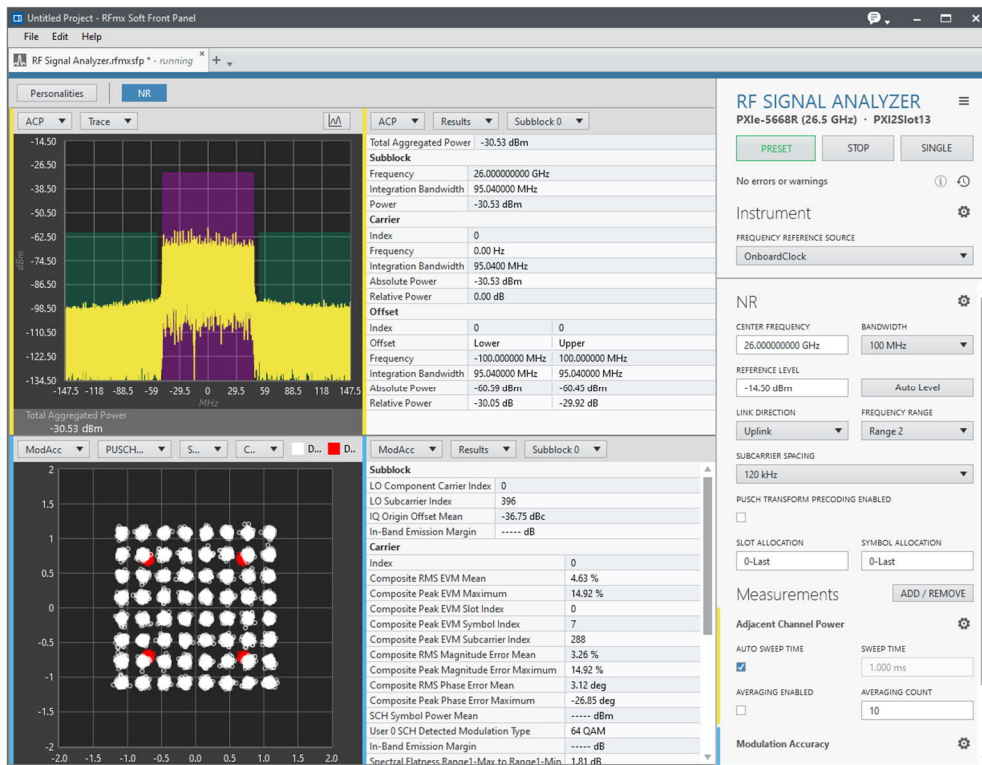 Untitled Project - RFmx Soft Front Panel
File Edit Help
RF Signal Analyzer.rfmxsfp * - running
Personalities NR
ACP Trace
-14.50
-26.50
-38.50
-50.50
-62.50
-74.50
-86.50
-98.50
-110.50
-122.50
-134.50
dBm
-147.5 -118 -88.5 -59 -29.5 0 29.5 59 88.5 118 147.5
MHz
Total Aggregated Power
-30.53 dBm
ACP Results Subblock 0
Total Aggregated Power -30.53 dBm
Subblock
Frequency 26.000000000 GHz
Integration Bandwidth 95.040000 MHz
Power -30.53 dBm
Carrier
Index 0
Frequency 0.00 Hz
Integration Bandwidth 95.0400 MHz
Absolute Power -30.53 dBm
Relative Power 0.00 dB
Offset
Index 0 0
Offset Lower Upper
Frequency -100.000000 MHz 100.000000 MHz
Integration Bandwidth 95.040000 MHz 95.040000 MHz
Absolute Power -60.59 dBm -60.45 dBm
Relative Power -30.05 dB -29.92 dB
ModAcc PUSCH... S... C... D... D..
2
1.5
1
0.5
0
-0.5
-1
-1.5
-2
-2.0 -1.5 -1.0 -0.5 0.0 0.5 1.0 1.5 2.0
ModAcc Results Subblock 0
Subblock
LO Component Carrier Index 0
LO Subcarrier Index 396
IQ Origin Offset Mean -36.75 dBc
In-Band Emission Margin ----- dB
Carrier
Index 0
Composite RMS EVM Mean 4.63 %
Composite Peak EVM Maximum 14.92 %
Composite Peak EVM Slot Index 0
Composite Peak EVM Symbol Index 7
Composite Peak EVM Subcarrier Index 288
Composite RMS Magnitude Error Mean 3.26 %
Composite Peak Magnitude Error Maximum 14.92 %
Composite RMS Phase Error Mean 3.12 deg
Composite Peak Phase Error Maximum -26.85 deg
SCH Symbol Power Mean ----- dBm
User 0 SCH Detected Modulation Type 64 QAM
In-Band Emission Margin ----- dB
Spectral Flatness Range1-Max to Range1-Min 1.81 dB
RF SIGNAL ANALYZER
PXIe-5668R (26.5 GHz) · PXI2Slot13
PRESET STOP SINGLE
No errors or warnings
Instrument
FREQUENCY REFERENCE SOURCE
OnboardClock
NR
CENTER FREQUENCY BANDWIDTH
26.00000000 GHz 100 MHz
REFERENCE LEVEL
-14.50 dBm Auto Level
LINK DIRECTION FREQUENCY RANGE
Uplink Range 2
SUBCARRIER SPACING
120 kHz
PUSCH TRANSFORM PRECODING ENABLED
SLOT ALLOCATION SYMBOL ALLOCATION
0-Last 0-Last
Measurements ADD / REMOVE
Adjacent Channel Power
AUTO SWEEP TIME SWEEP TIME
1.000 ms
AVERAGING ENABLED AVERAGING COUNT
10
Modulation Accuracy